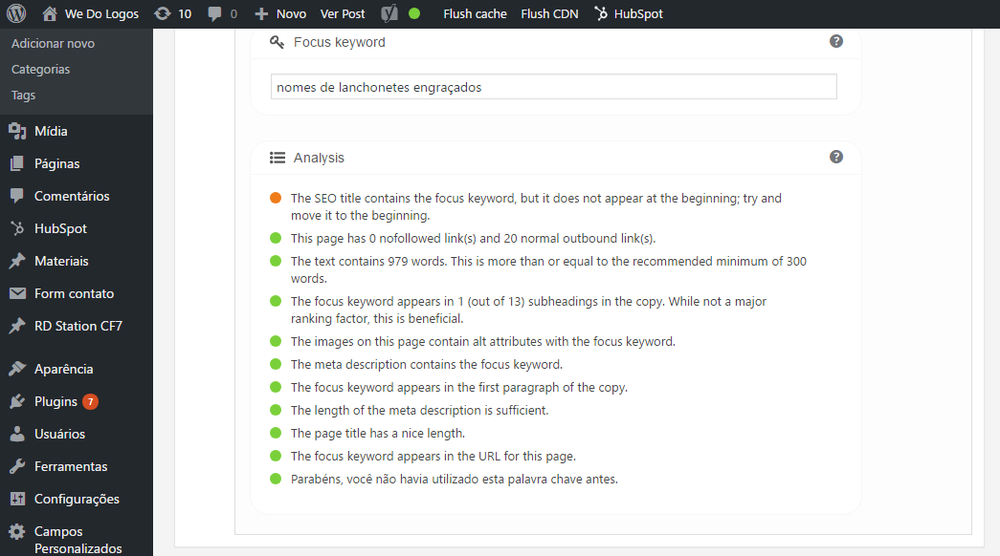 We Do Logos 10 0 Novo Ver Post Flush cache Flush CDN HubSpot
Adicionar novo
Categorias
Tags
Mídia
Páginas
Comentários
HubSpot
Materiais
Form contato
RD Station CF7
Aparência
Plugins 7
Usuários
Ferramentas
Configurações
Campos
Personalizados
Focus keyword
nomes de lanchonetes engraçados
Analysis
The SEO title contains the focus keyword, but it does not appear at the beginning; try and
move it to the beginning.
This page has 0 nofollowed link(s) and 20 normal outbound link(s).
The text contains 979 words. This is more than or equal to the recommended minimum of 300
words.
The focus keyword appears in 1 (out of 13) subheadings in the copy. While not a major
ranking factor, this is beneficial.
The images on this page contain alt attributes with the focus keyword.
The meta description contains the focus keyword.
The focus keyword appears in the first paragraph of the copy.
The length of the meta description is sufficient.
The page title has a nice length.
The focus keyword appears in the URL for this page.
Parabéns, você não havia utilizado esta palavra chave antes.